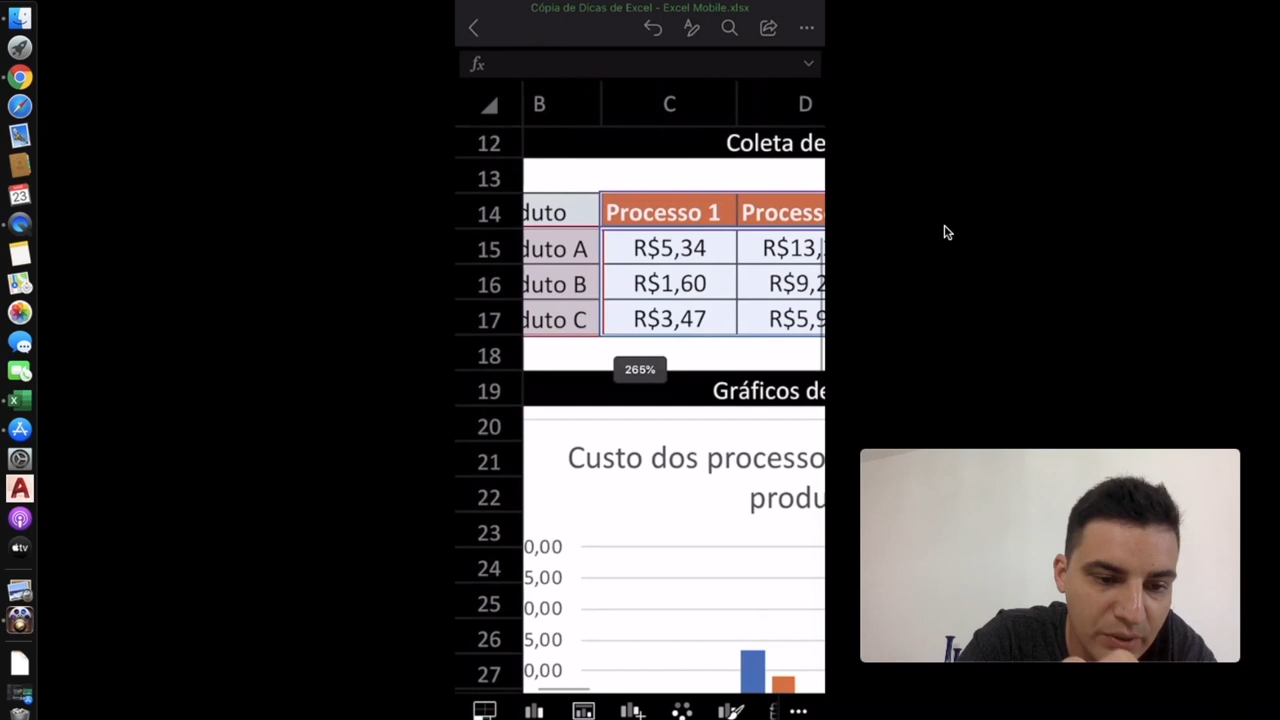 Cópia de Dicas de Excel - Excel Mobile.xlsx
fx
B C D
12 Coleta de
13
14 duto Processo 1 Process
15 duto A R$5,34 R$13,
16 duto B R$1,60 R$9,2
17 duto C R$3,47 R$5,9
18
265%
19 Gráficos de
20
21 Custo dos processo
22 produ
23 0,00
24 5,00
25 0,00
26 5,00
27 0,00
23
tv